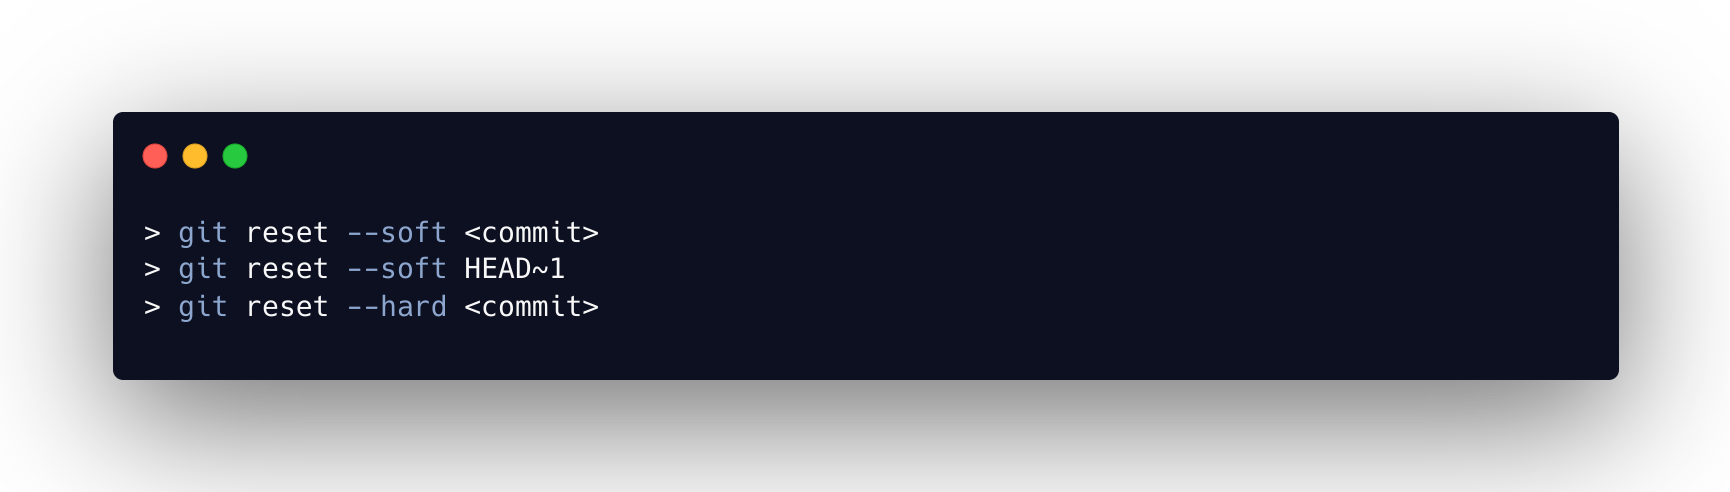 > git reset --soft <commit>
> git reset --soft HEAD~1
> git reset --hard <commit>